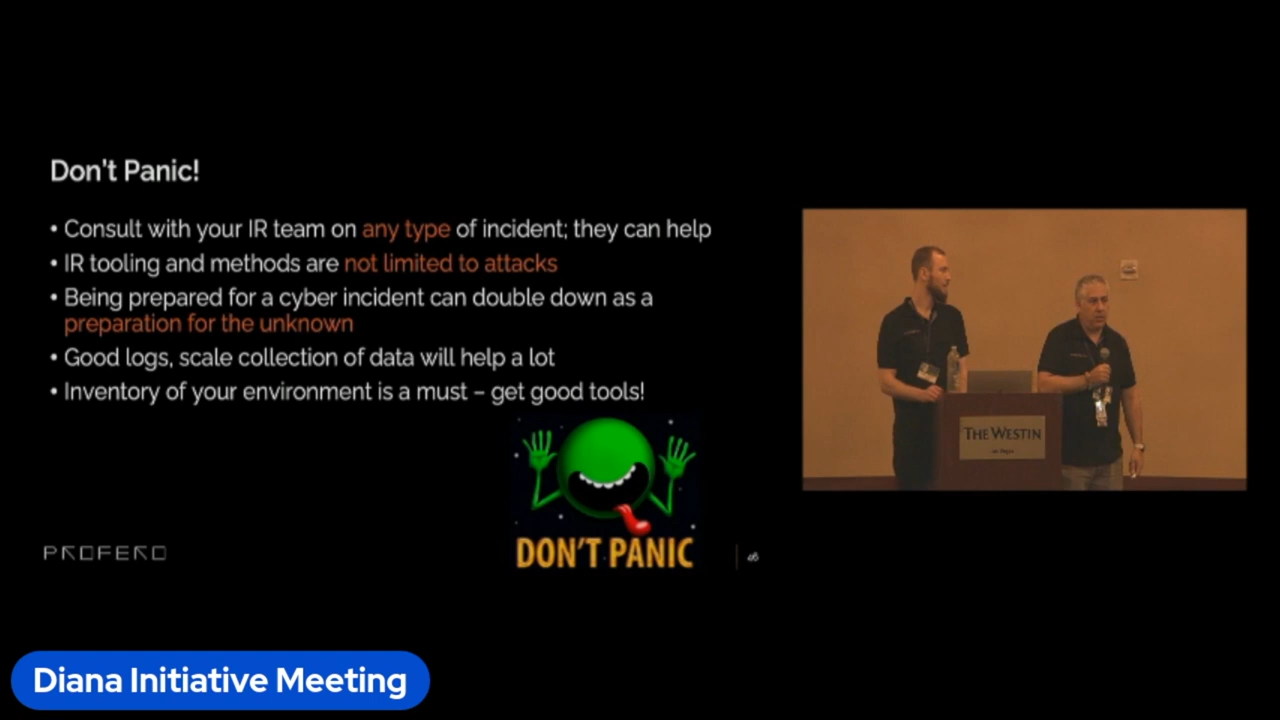 Don't Panic!
• Consult with your IR team on any type of incident; they can help
• IR tooling and methods are not limited to attacks
• Being prepared for a cyber incident can double down as a
preparation for the unknown
• Good logs, scale collection of data will help a lot
• Inventory of your environment is a must – get good tools!
DON'T PANIC
PROFERO
46
THE WESTIN
Diana Initiative Meeting